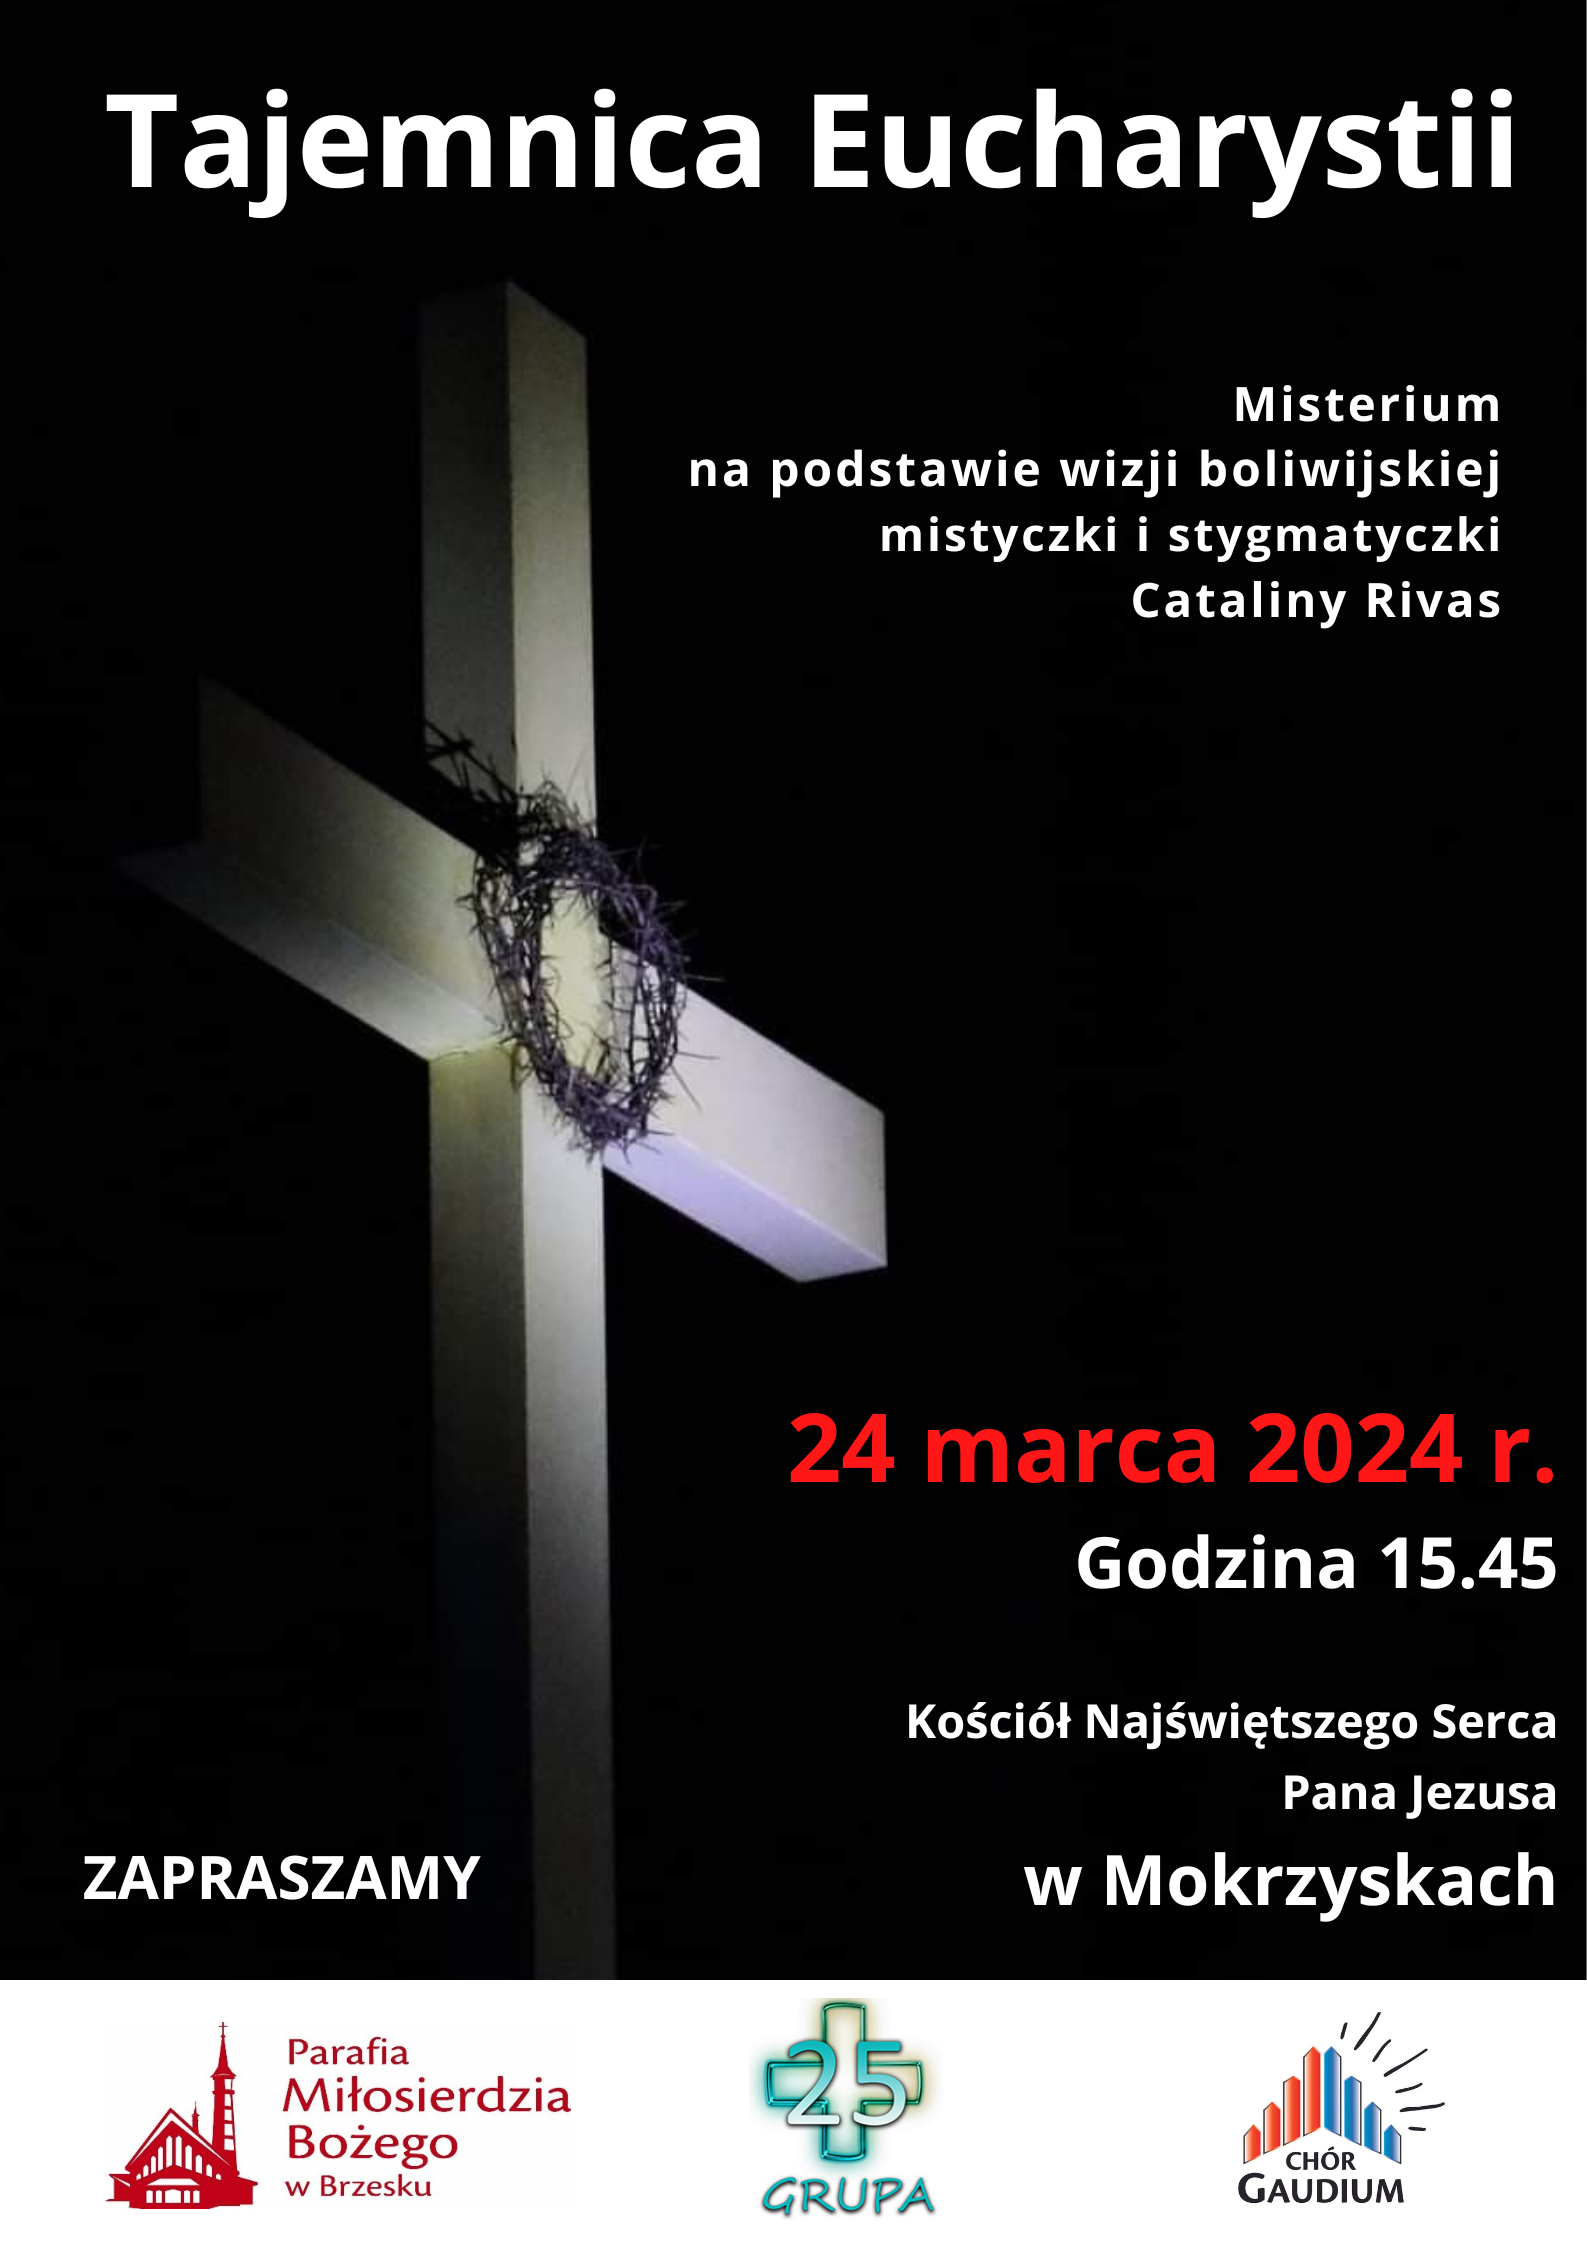 Tajemnica Eucharystii
Misterium
na podstawie wizji boliwijskiej
mistyczki i stygmatyczki
Cataliny Rivas
24 marca 2024 r.
Godzina 15.45
Kościół Najświętszego Serca
Pana Jezusa
w Mokrzyskach
ZAPRASZAMY
Parafia
Miłosierdzia
Bożego
w Brzesku
25
GRUPA
CHÓR
GAUDIUM